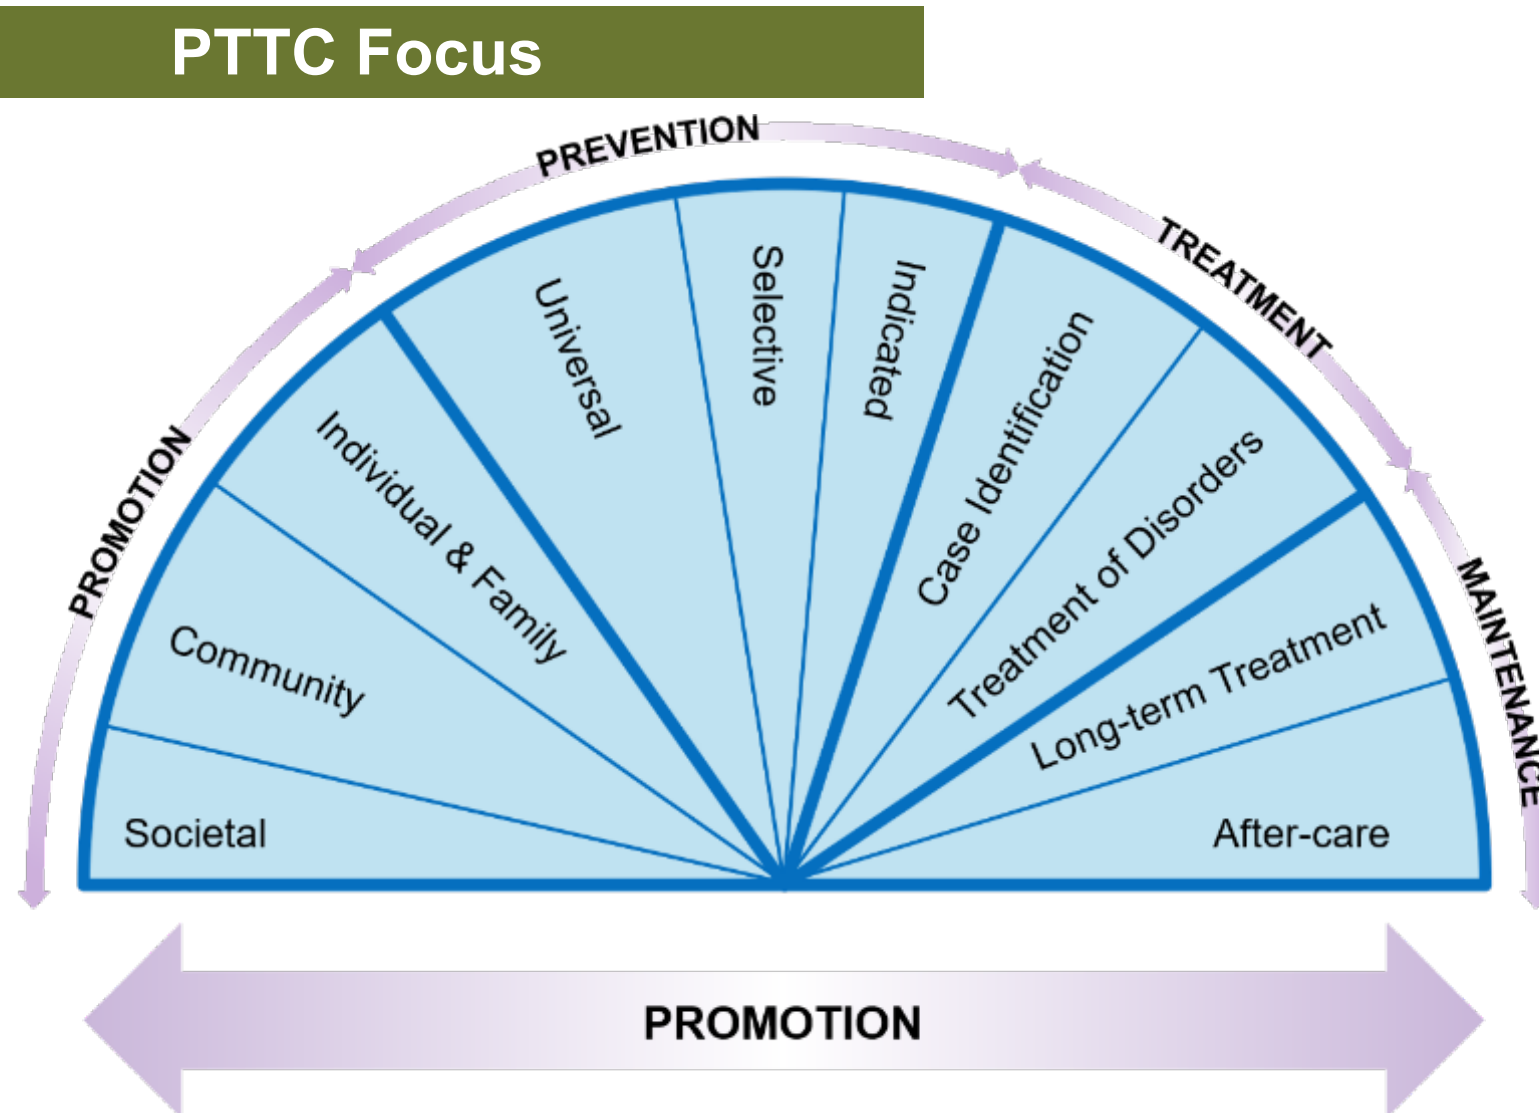 PTTC Focus
PREVENTION
TREATMENT
PROMOTION
MAINTENANCE
Societal
Community
Individual & Family
Universal
Selective
Indicated
Case Identification
Treatment of Disorders
Long-term Treatment
After-care
PROMOTION